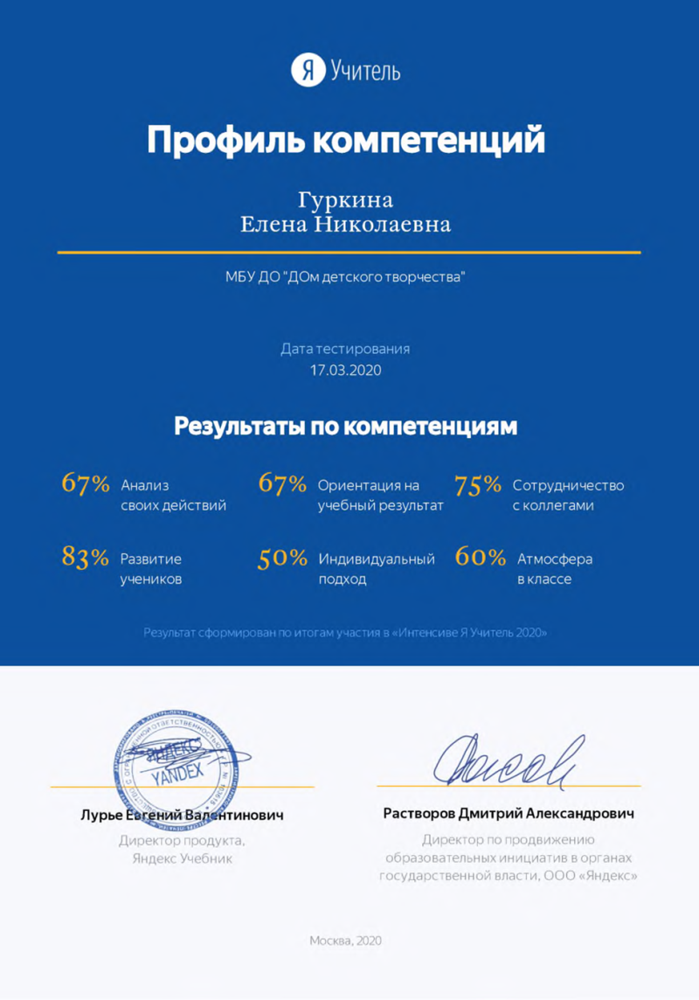 Я Учитель
Профиль компетенций
Гуркина
Елена Николаевна
МБУ ДО "ДОм детского творчества"
Дата тестирования
17.03.2020
Результаты по компетенциям
67% Анализ
своих действий
67% Ориентация на
учебный результат
75% Сотрудничество
с коллегами
83% Развитие
учеников
50% Индивидуальный
подход
60% Атмосфера
в классе
Результат сформирован по итогам участия в «Интенсиве Я Учитель 2020»
ЯНДЕКС
YANDEX
Лурье Евгений Валентинович
Директор продукта,
Яндекс Учебник
Растворов Дмитрий Александрович
Директор по продвижению
образовательных инициатив в органах
государственной власти, ООО «Яндекс»
Москва, 2020